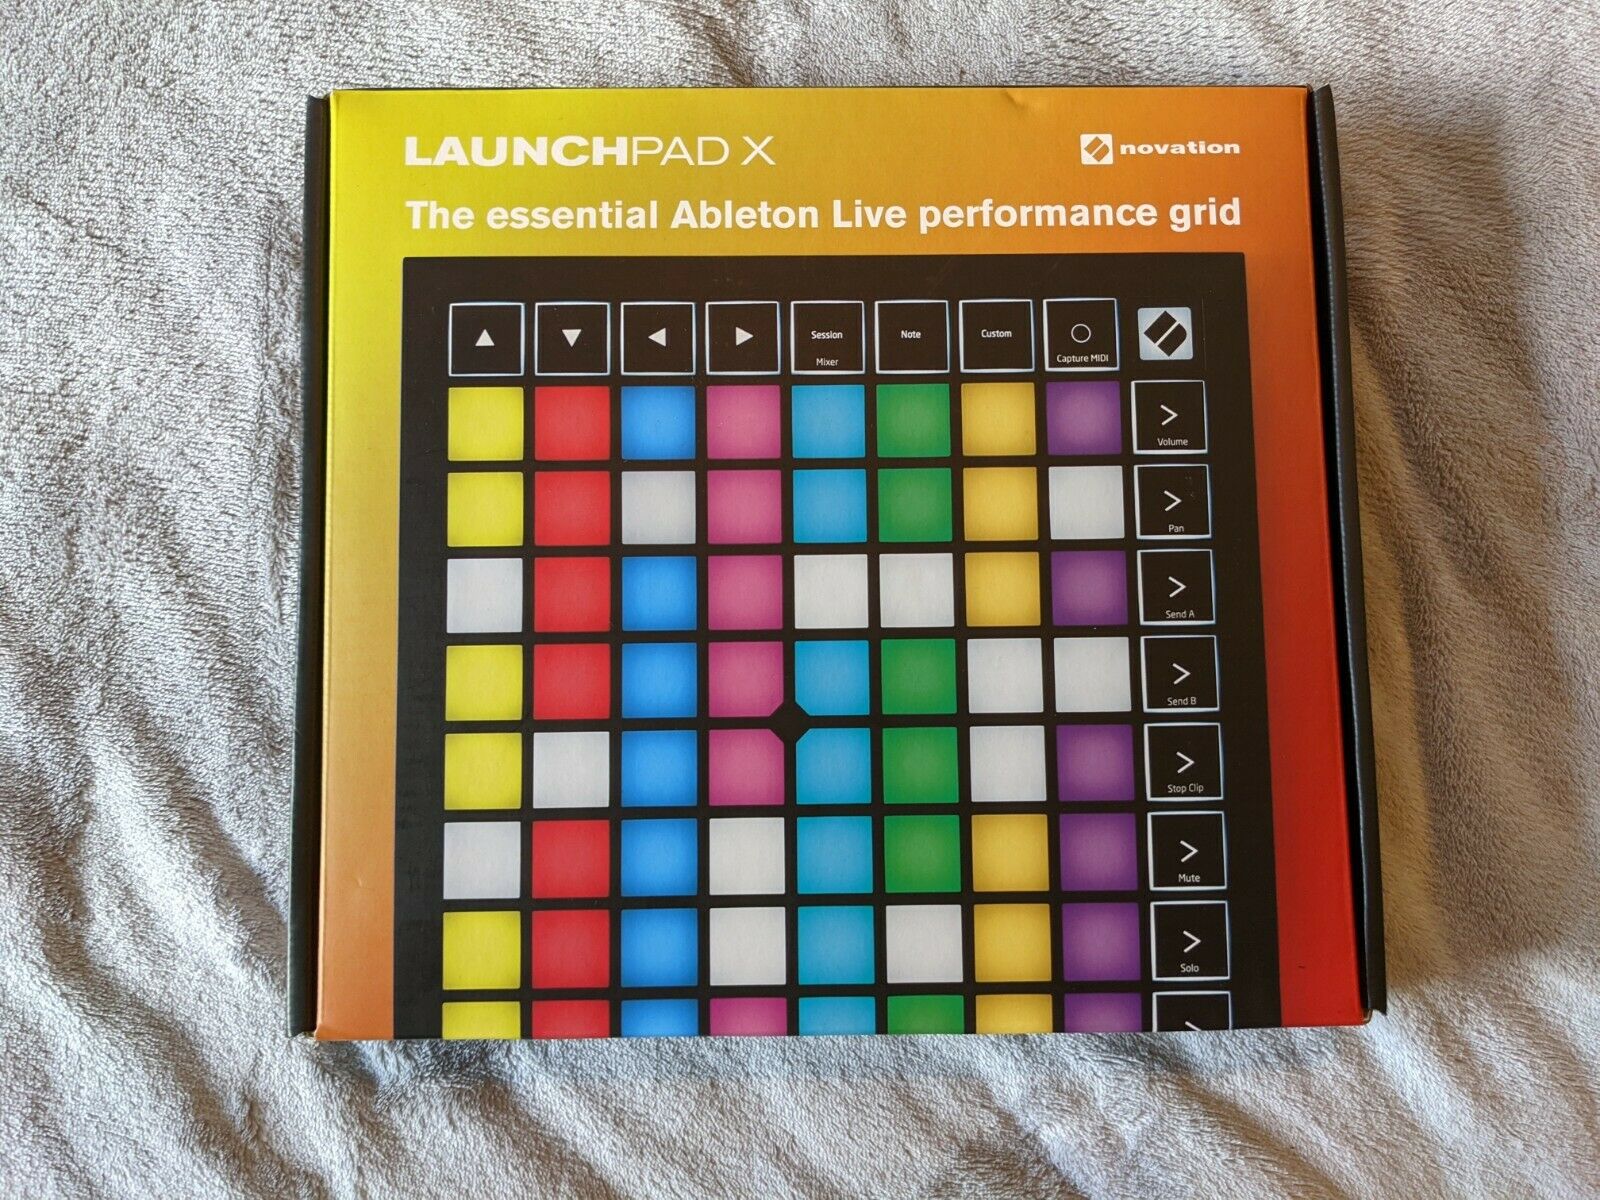 LAUNCHPAD X
novation
The essential Ableton Live performance grid
Session
Mixer
Note
Custom
Capture MIDI
Volume
Pan
Send A
Send B
Stop Clip
Mute
Solo